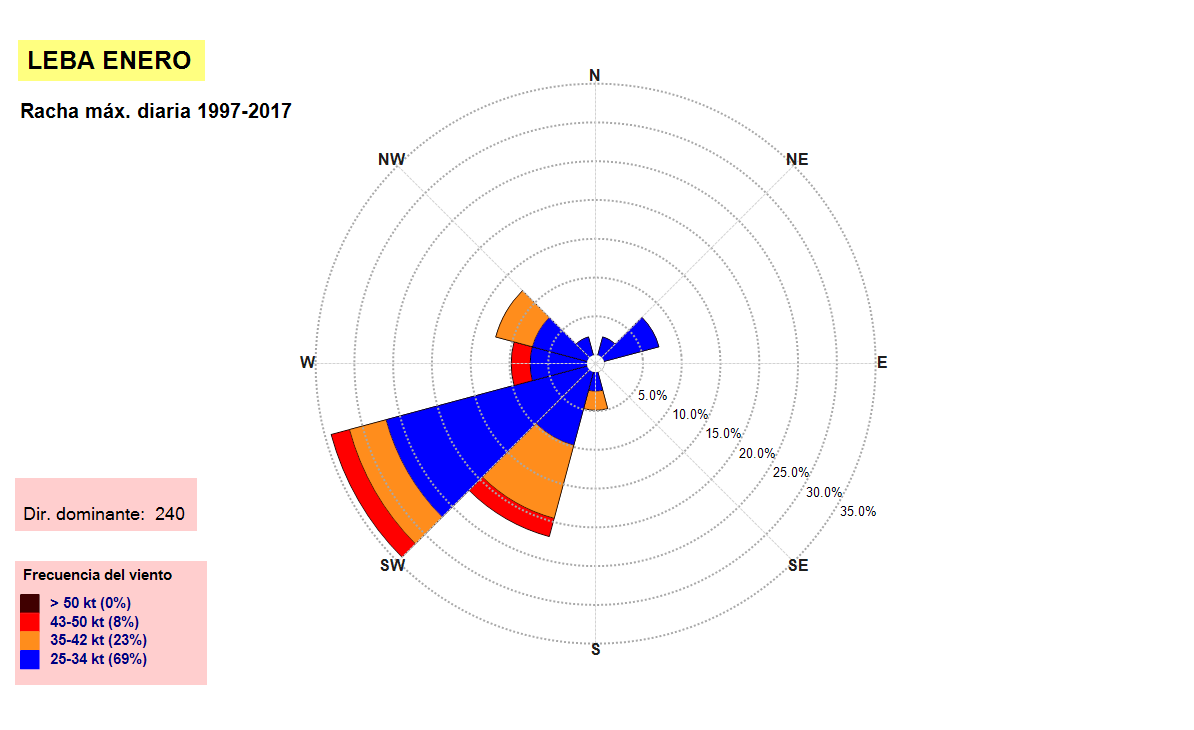 LEBA ENERO
Racha máx. diaria 1997-2017
N
NW
NE
W
E
5.0%
10.0%
15.0%
20.0%
25.0%
30.0%
35.0%
SW
SE
S
Dir. dominante: 240
Frecuencia del viento
> 50 kt (0%)
43-50 kt (8%)
35-42 kt (23%)
25-34 kt (69%)